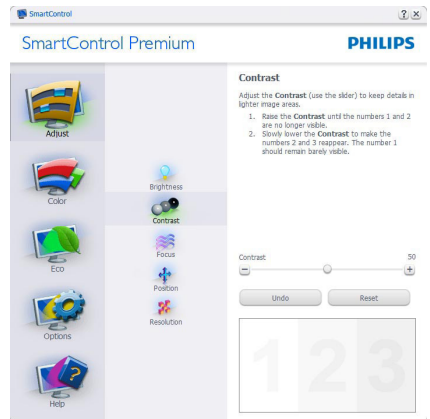 SmartControl
SmartControl Premium
PHILIPS
Adjust
Color
Eco
Options
Help
Brightness
Contrast
Focus
Position
Resolution
Contrast
Adjust the Contrast (use the slider) to keep details in
lighter image areas.
1. Raise the Contrast until the numbers 1 and 2
are no longer visible.
2. Slowly lower the Contrast to make the
numbers 2 and 3 reappear. The number 1
should remain barely visible.
Contrast 50
Undo Reset
1 2 3